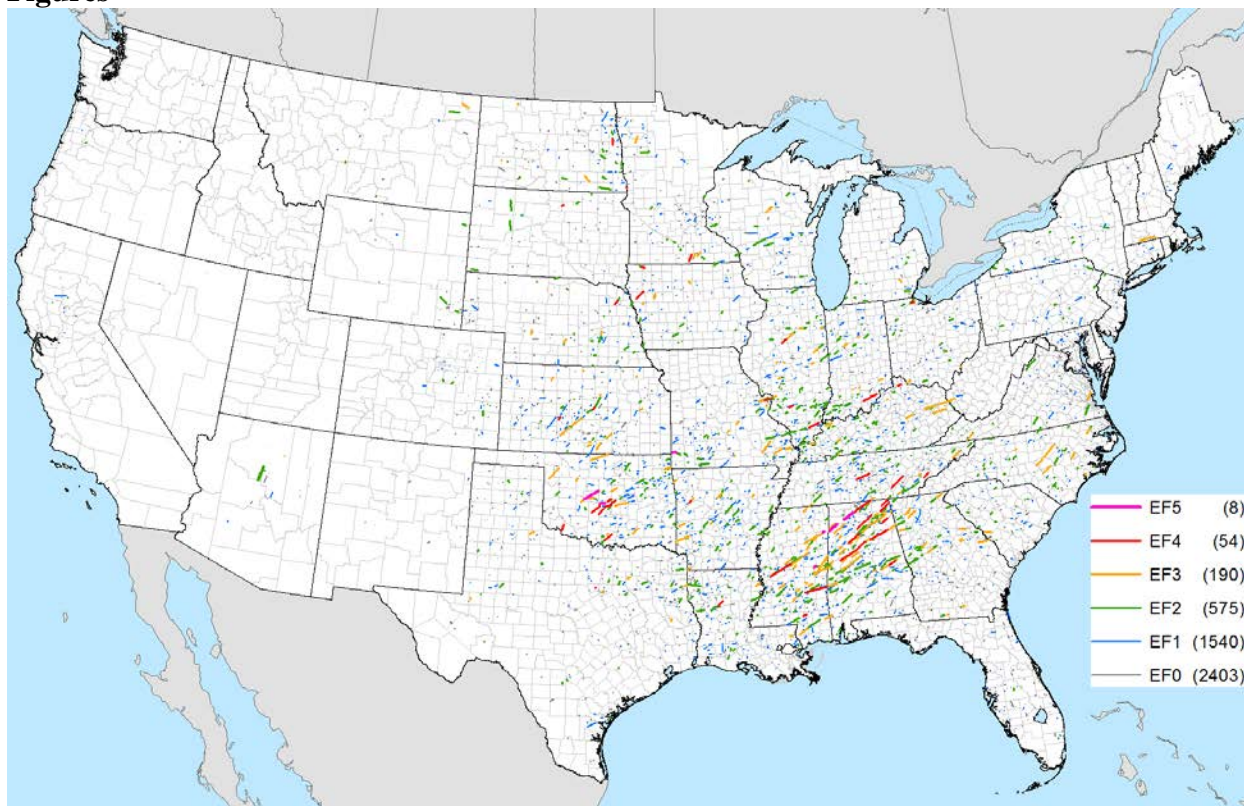 Figures
EF5 (8)
EF4 (54)
EF3 (190)
EF2 (575)
EF1 (1540)
EF0 (2403)